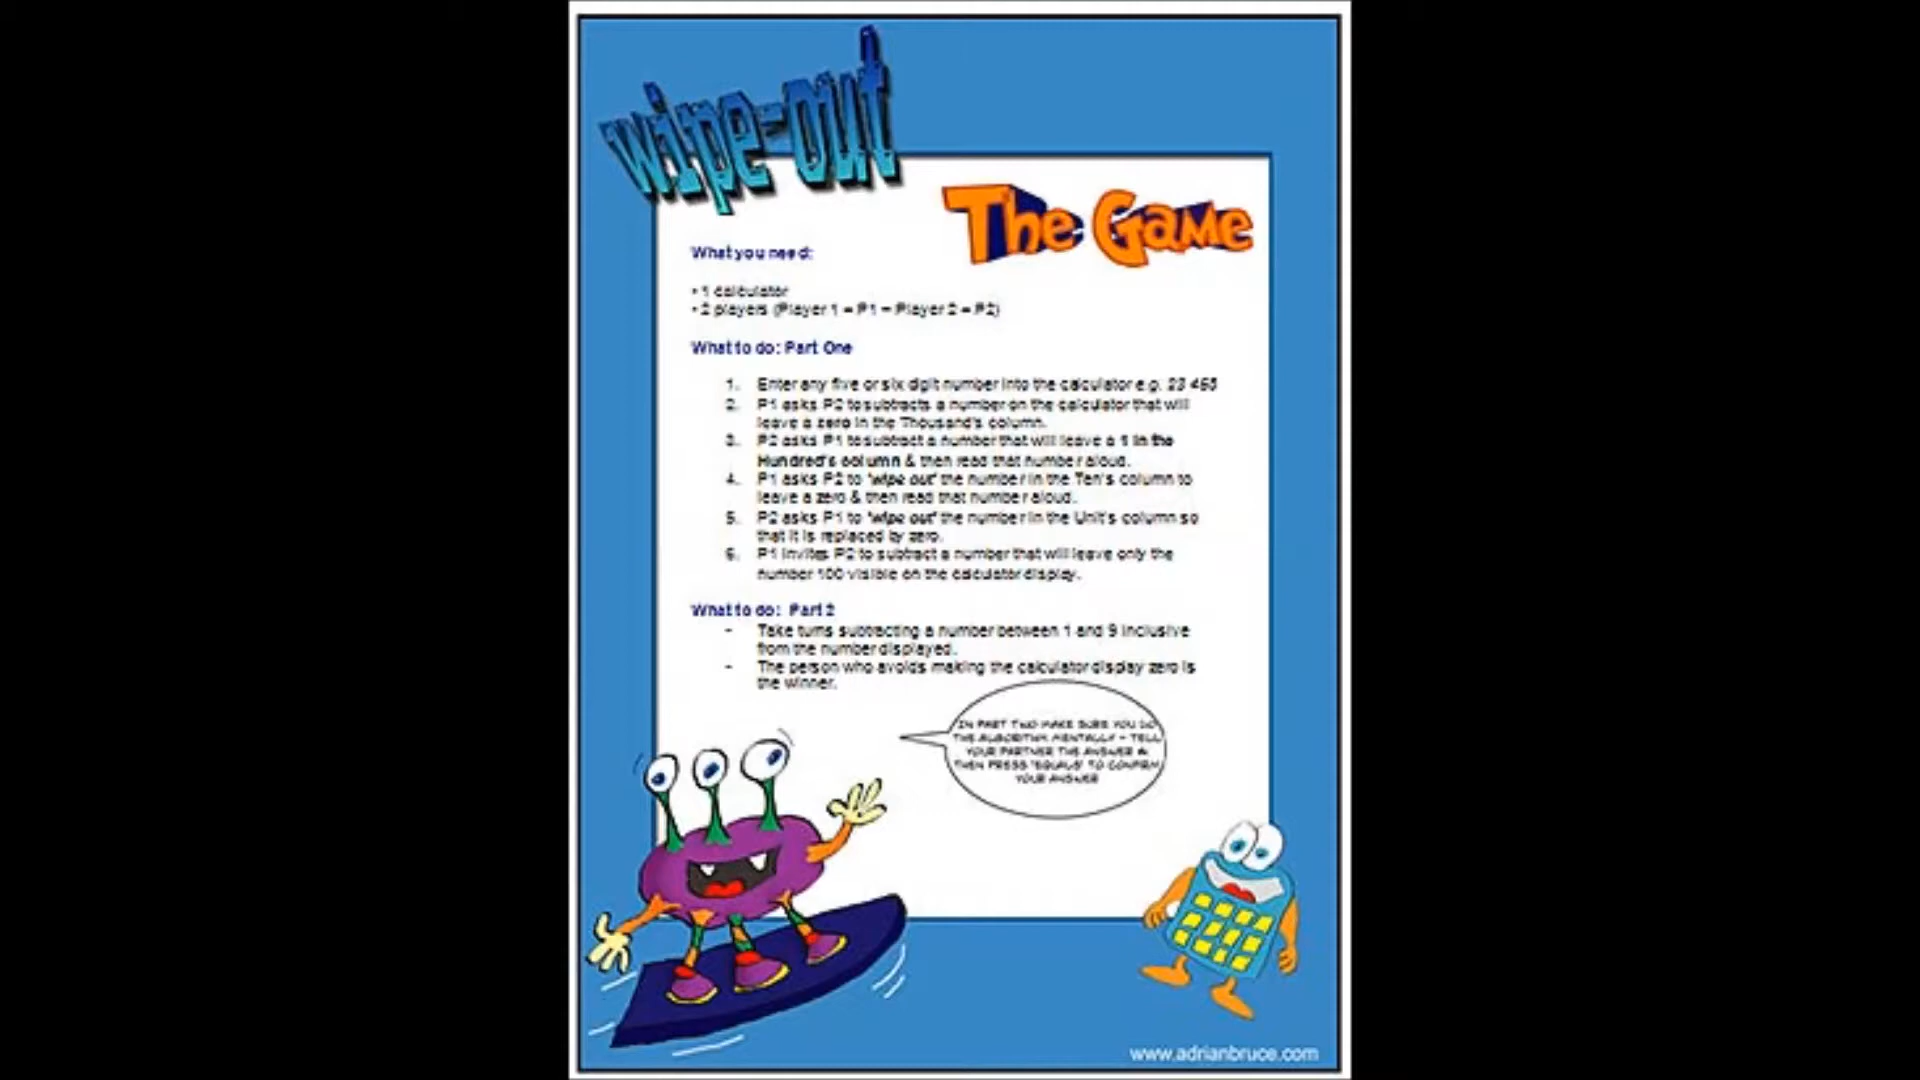 wipe-out
The Game
What you need:
• 1 calculator
• 2 players (Player 1 = P1 – Player 2 = P2)
What to do: Part One
1. Enter any five or six digit number into the calculator e.g. 23 468
2. P1 asks P2 to subtracts a number on the calculator that will
leave a zero in the Thousand's column.
3. P2 asks P1 to subtract a number that will leave a 1 in the
Hundred's column & then read that number aloud.
4. P1 asks P2 to 'wipe out' the number in the Ten's column to
leave a zero & then read that number aloud.
5. P2 asks P1 to 'wipe out' the number in the Unit's column so
that it is replaced by zero.
6. P1 invites P2 to subtract a number that will leave only the
number 100 visible on the calculator display.
What to do: Part 2
- Take turns subtracting a number between 1 and 9 inclusive
from the number displayed.
- The person who avoids making the calculator display zero is
the winner.
IN PART TWO MAKE SURE YOU DO
THE ALGORITHM MENTALLY – TELL
YOUR PARTNER THE ANSWER &
THEN PRESS 'EQUALS' TO CONFIRM
YOUR ANSWER
www.adrianbruce.com